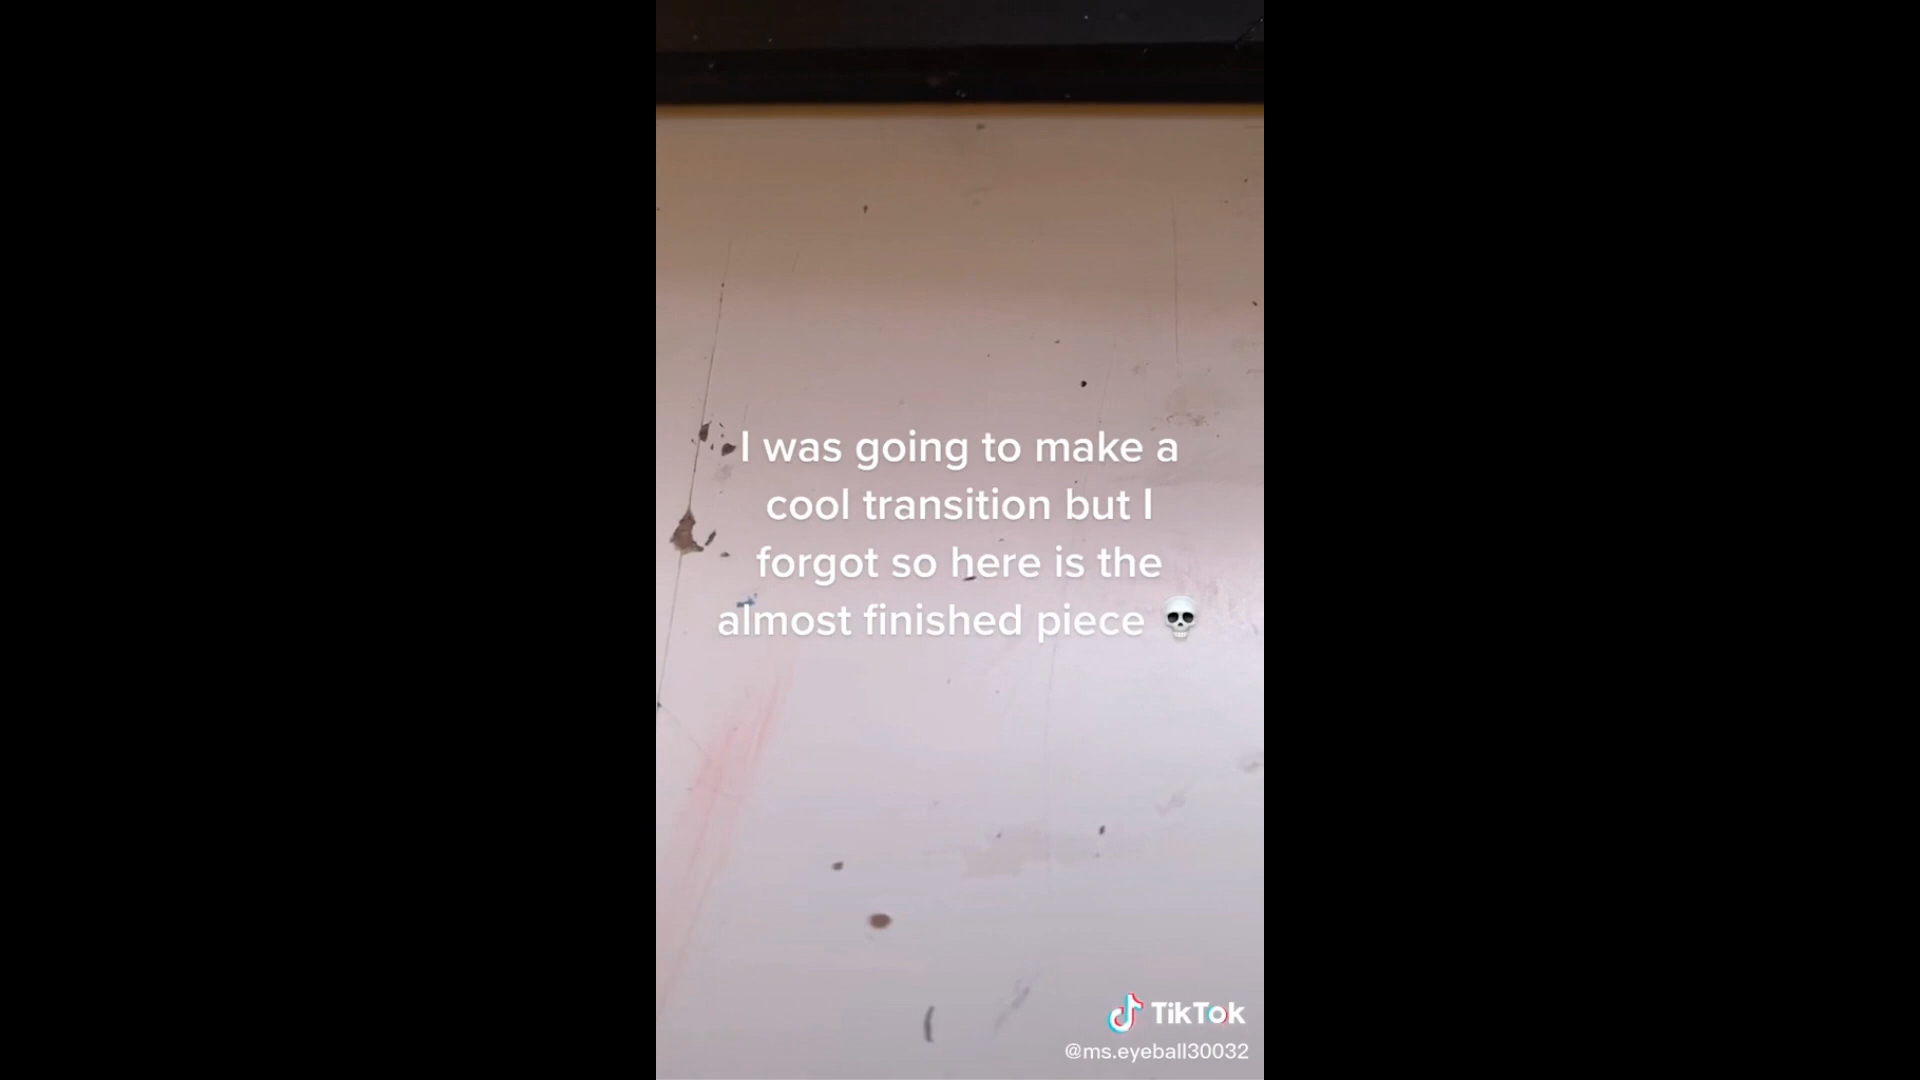 I was going to make a
cool transition but I
forgot so here is the
almost finished piece 💀
TikTok
@ms.eyeball30032